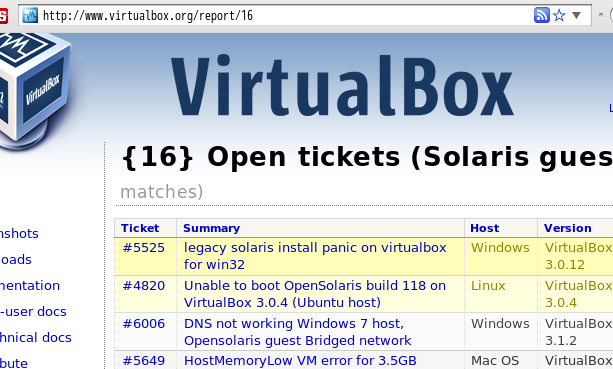 http://www.virtualbox.org/report/16
VirtualBox
VirtualBox
{16} Open tickets (Solaris gues
matches)
nshots
oads
mentation
-user docs
hnical docs
bute
Ticket Summary Host Version
#5525 legacy solaris install panic on virtualbox Windows VirtualBox
for win32 3.0.12
#4820 Unable to boot OpenSolaris build 118 on Linux VirtualBox
VirtualBox 3.0.4 (Ubuntu host) 3.0.4
#6006 DNS not working Windows 7 host, Windows VirtualBox
Opensolaris guest Bridged network 3.1.2
#5649 HostMemoryLow VM error for 3.5GB Mac OS VirtualBox